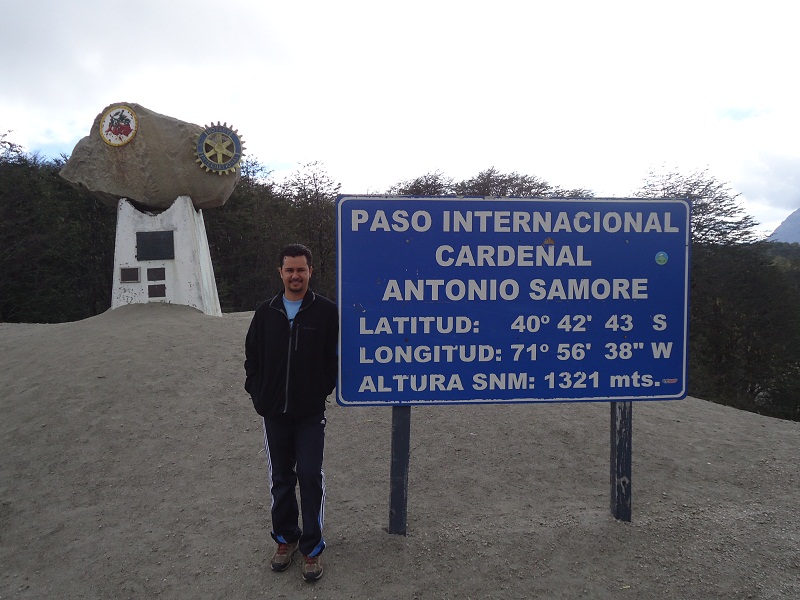 PASO INTERNACIONAL
CARDENAL
ANTONIO SAMORE
LATITUD: 40º 42' 43 S
LONGITUD: 71º 56' 38" W
ALTURA SNM: 1321 mts.